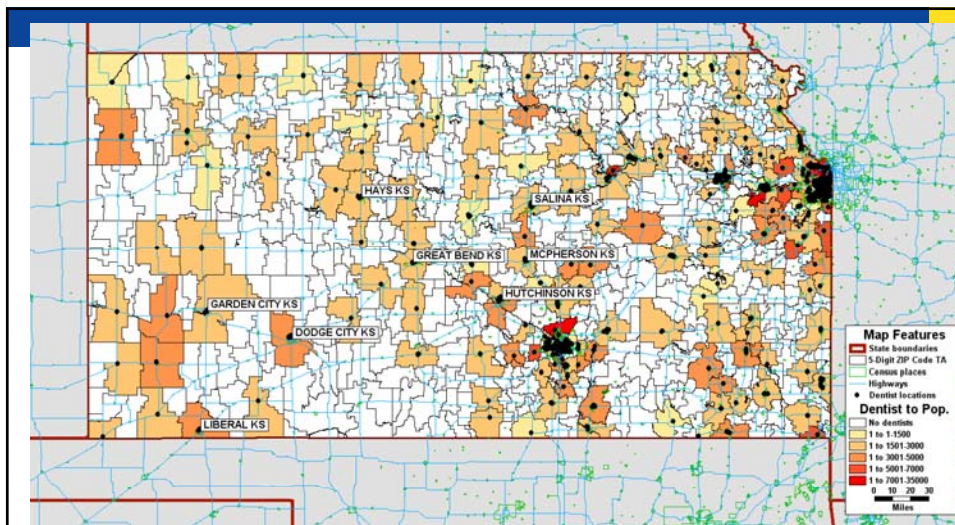 HAYS KS
SALINA KS
GREAT BEND KS
MCPHERSON KS
HUTCHINSON KS
GARDEN CITY KS
DODGE CITY KS
LIBERAL KS
Map Features
State boundaries
5-Digit ZIP Code TA
Census places
Highways
Dentist locations
Dentist to Pop.
No dentists
1 to 1-1500
1 to 1501-3000
1 to 3001-5000
1 to 5001-7000
1 to 7001-35000
0 10 20 30
Miles